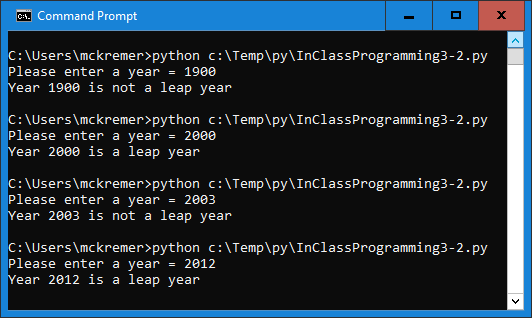 Command Prompt
C:\Users\mckremer>python c:\Temp\py\InClassProgramming3-2.py
Please enter a year = 1900
Year 1900 is not a leap year
C:\Users\mckremer>python c:\Temp\py\InClassProgramming3-2.py
Please enter a year = 2000
Year 2000 is a leap year
C:\Users\mckremer>python c:\Temp\py\InClassProgramming3-2.py
Please enter a year = 2003
Year 2003 is not a leap year
C:\Users\mckremer>python c:\Temp\py\InClassProgramming3-2.py
Please enter a year = 2012
Year 2012 is a leap year